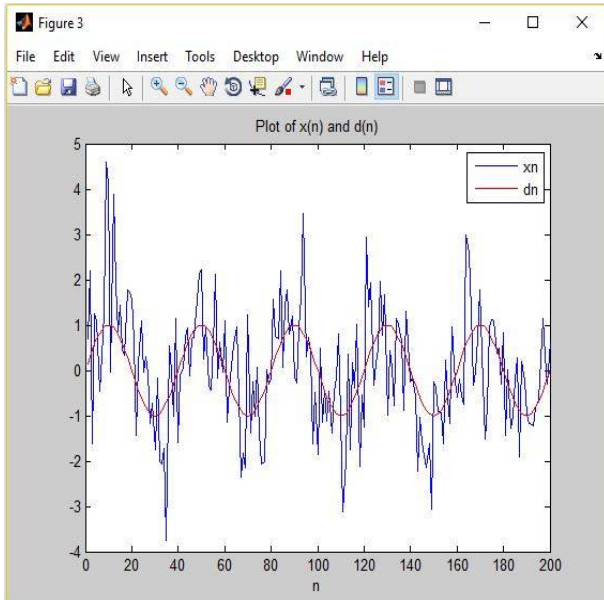 Figure 3
File Edit View Insert Tools Desktop Window Help
Plot of x(n) and d(n)
xn
dn
5
4
3
2
1
0
-1
-2
-3
-4
0 20 40 60 80 100 120 140 160 180 200
n